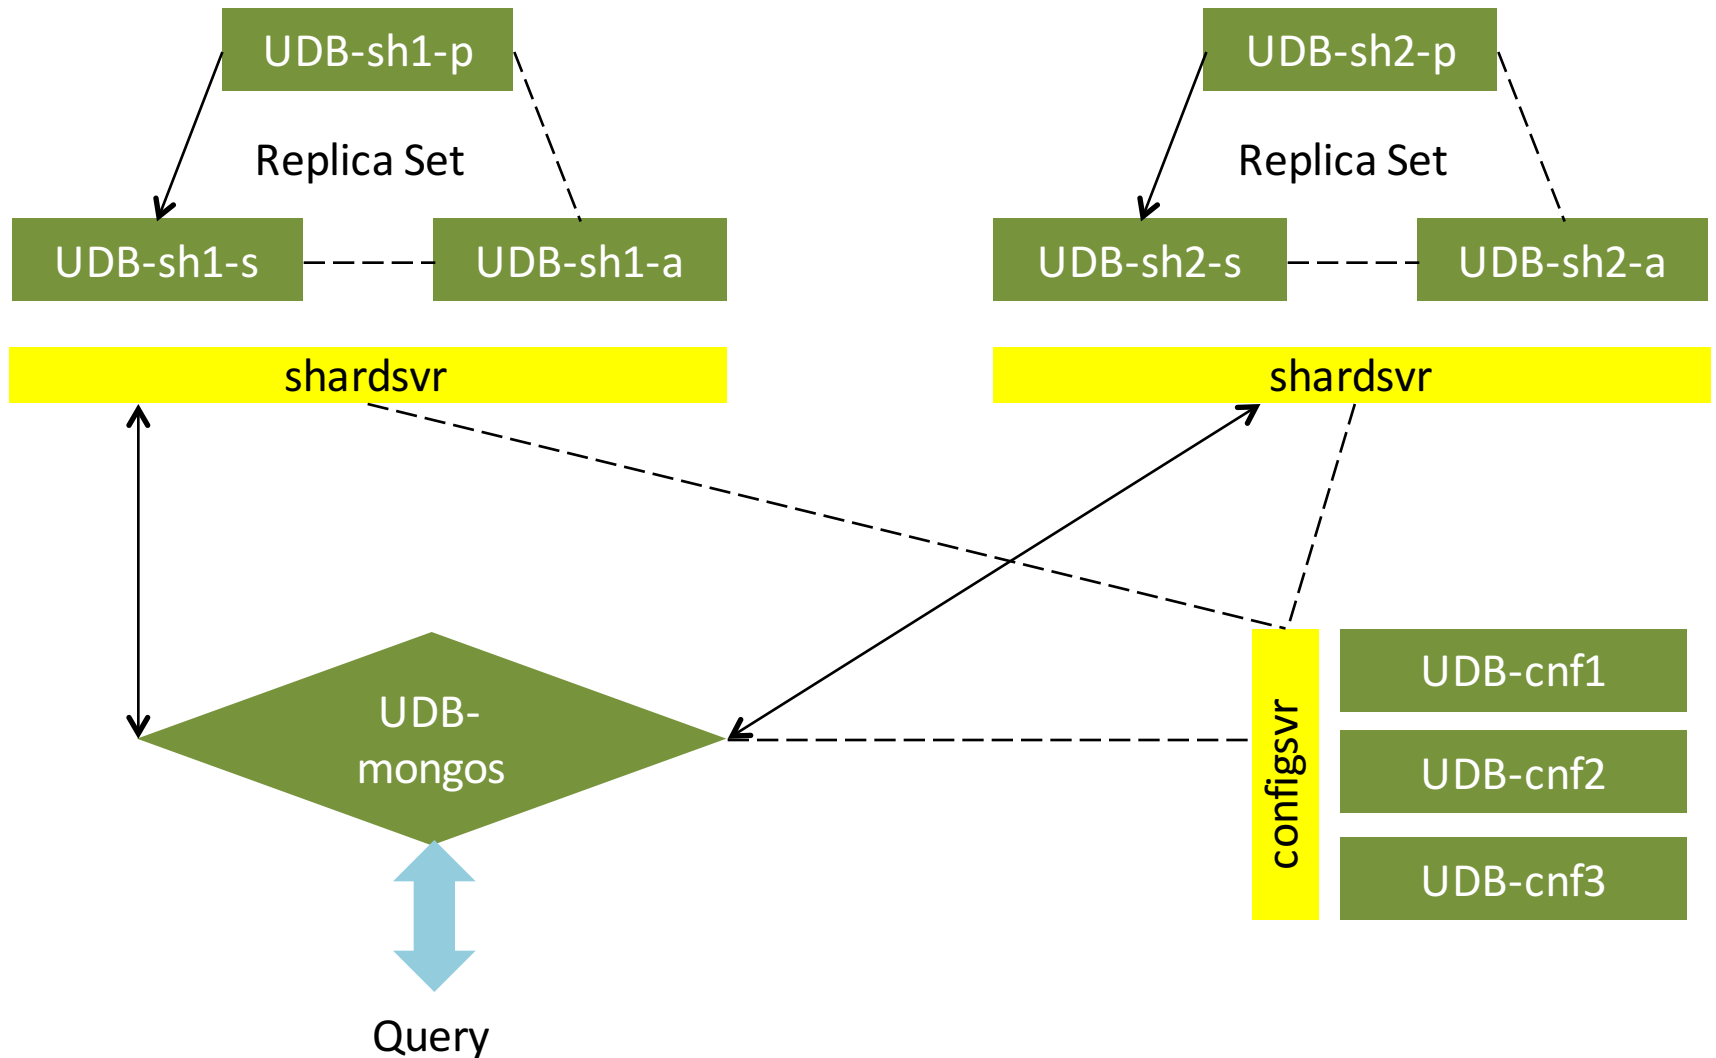 UDB-sh1-p
UDB-sh2-p
Replica Set
Replica Set
UDB-sh1-s
UDB-sh1-a
UDB-sh2-s
UDB-sh2-a
shardsvr
shardsvr
UDB-
mongos
configsvr
UDB-cnf1
UDB-cnf2
UDB-cnf3
Query